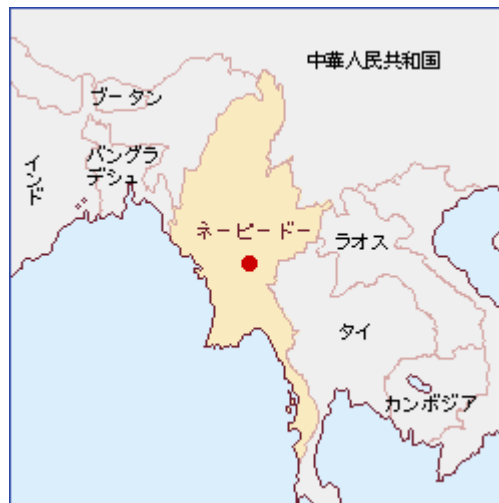 中華人民共和国
ブータン
バングラ
デシュ
インド
ネーピードー
ラオス
タイ
カンボジア